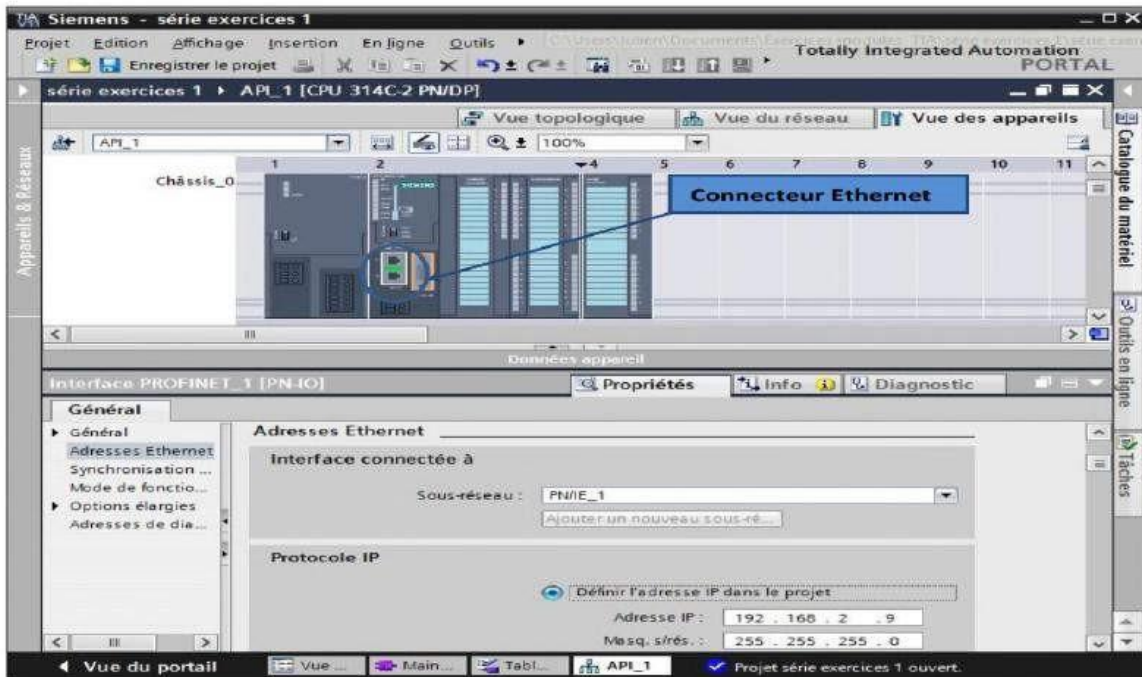 Siemens - série exercices 1
Projet Edition Affichage Insertion En ligne Outils
Totally Integrated Automation
PORTAL
Enregistrer le projet
série exercices 1 API_1 [CPU 314C-2 PN/DP]
Vue topologique Vue du réseau Vue des appareils
API_1 100%
1 2 4 5 6 7 8 9 10 11
Châssis_0
SIEMENS
Connecteur Ethernet
Appareils & Réseaux
Catalogue du matériel
Outils en ligne
Tâches
Données appareil
Interface PROFINET_1 [PN-IO]
Propriétés Info Diagnostic
Général
Général
Adresses Ethernet
Synchronisation ...
Mode de fonctio...
Options élargies
Adresses de dia...
Adresses Ethernet
Interface connectée à
Sous-réseau : PN/IE_1
Ajouter un nouveau sous-ré...
Protocole IP
Définir l'adresse IP dans le projet
Adresse IP : 192 . 168 . 2 . 9
Masq. s/rés. : 255 . 255 . 255 . 0
Vue du portail Vue ... Main... Tabl... API_1 Projet série exercices 1 ouvert.